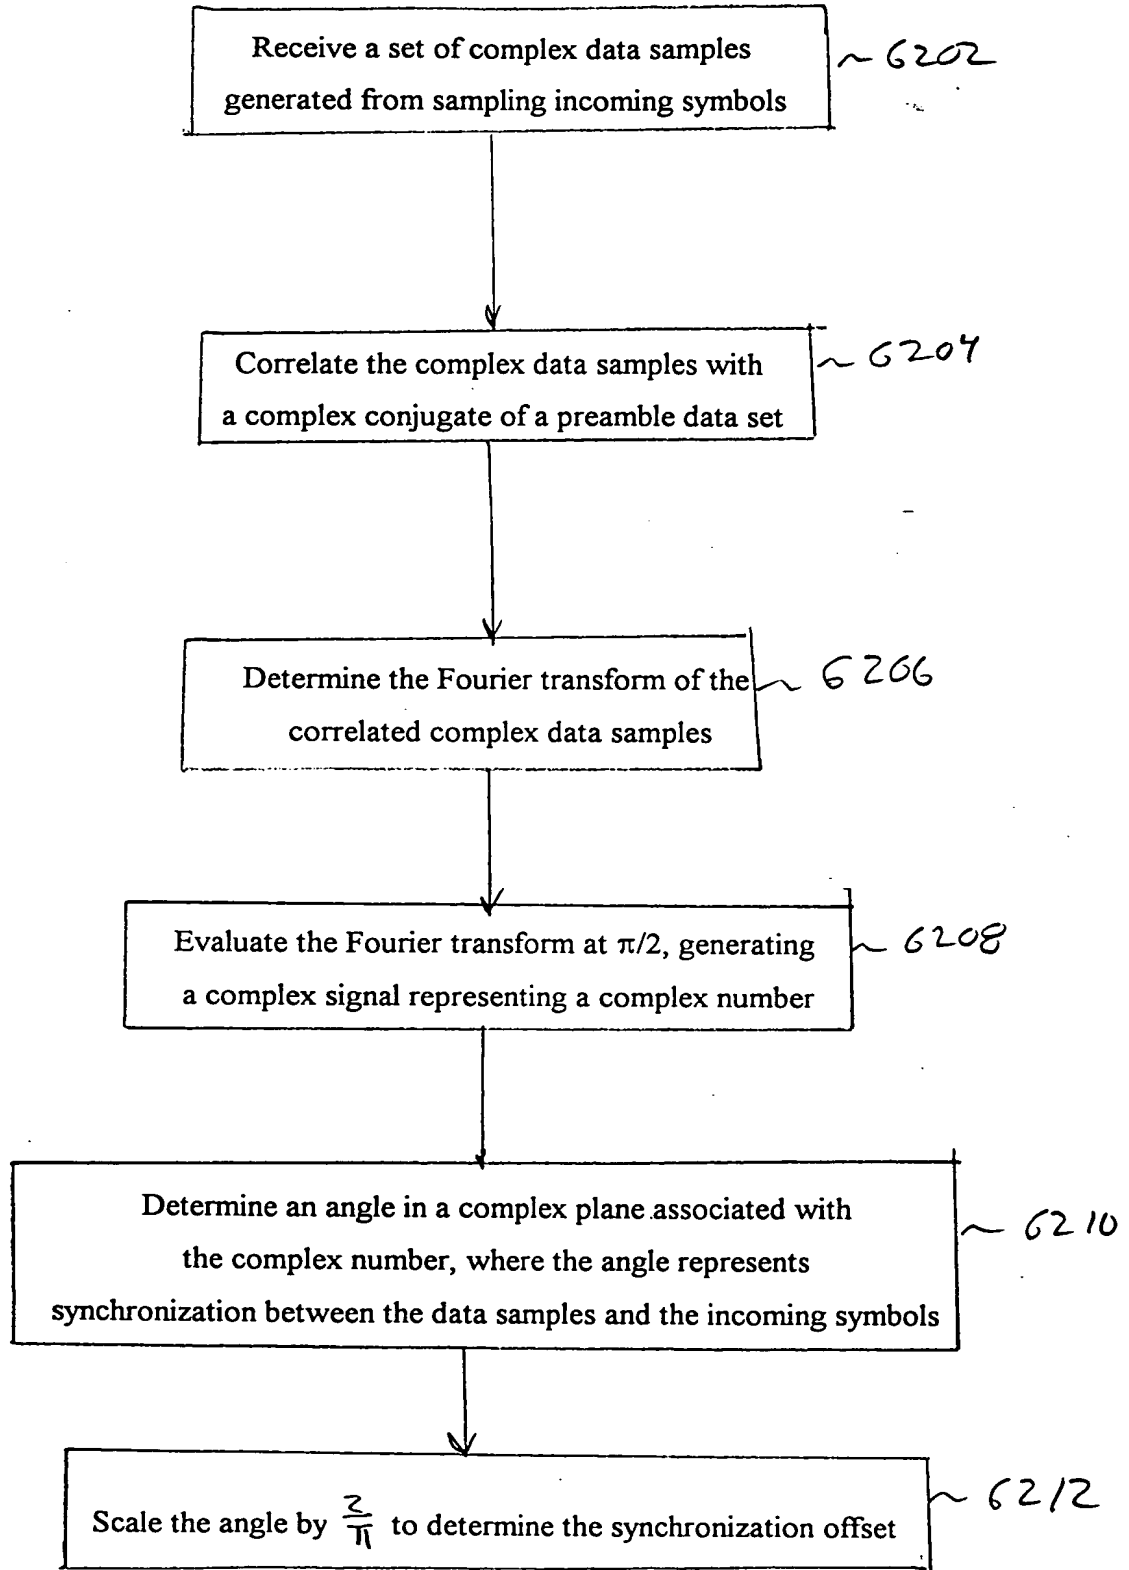 Receive a set of complex data samples
generated from sampling incoming symbols
~ 6202
Correlate the complex data samples with
a complex conjugate of a preamble data set
~ 6204
Determine the Fourier transform of the
correlated complex data samples
~ 6206
Evaluate the Fourier transform at π/2, generating
a complex signal representing a complex number
~ 6208
Determine an angle in a complex plane associated with
the complex number, where the angle represents
synchronization between the data samples and the incoming symbols
~ 6210
Scale the angle by 2/π to determine the synchronization offset
~ 6212